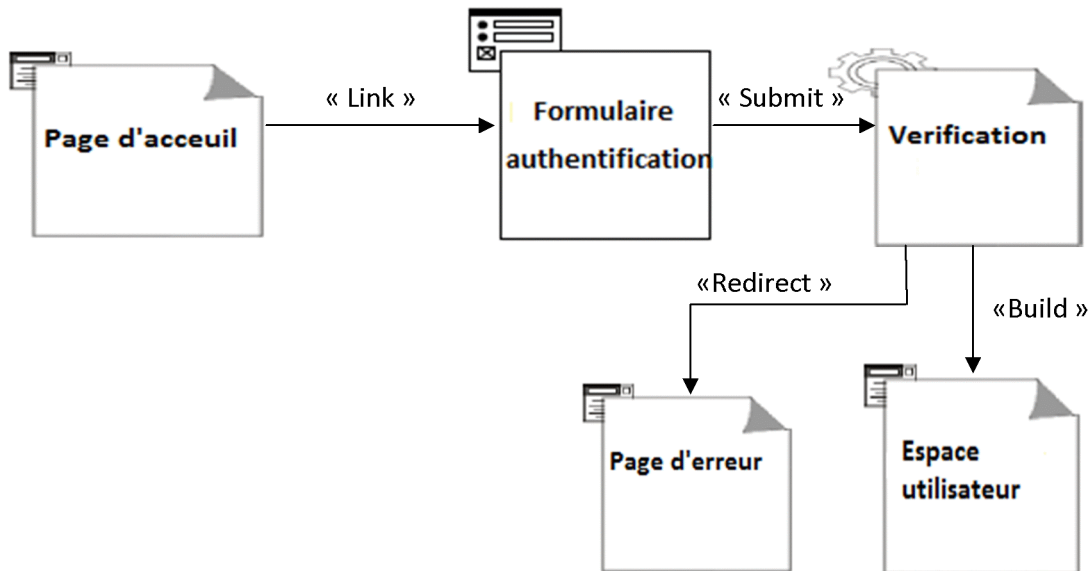 Page d'acceuil
« Link »
Formulaire
authentification
« Submit »
Verification
«Redirect »
«Build »
Page d'erreur
Espace
utilisateur